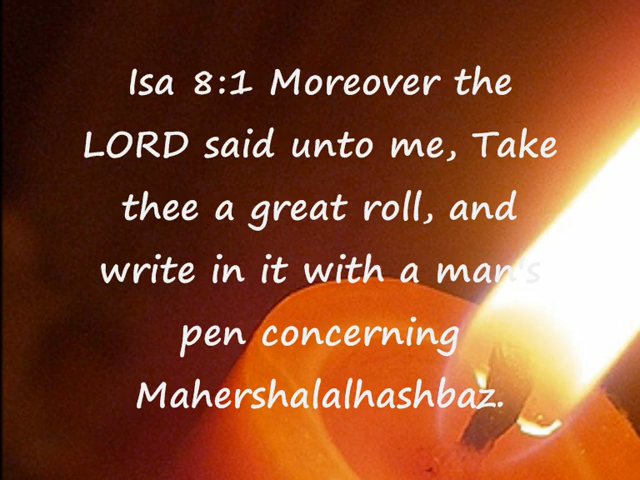 Isa 8:1 Moreover the
LORD said unto me, Take
thee a great roll, and
write in it with a man's
pen concerning
Mahershalalhashbaz.